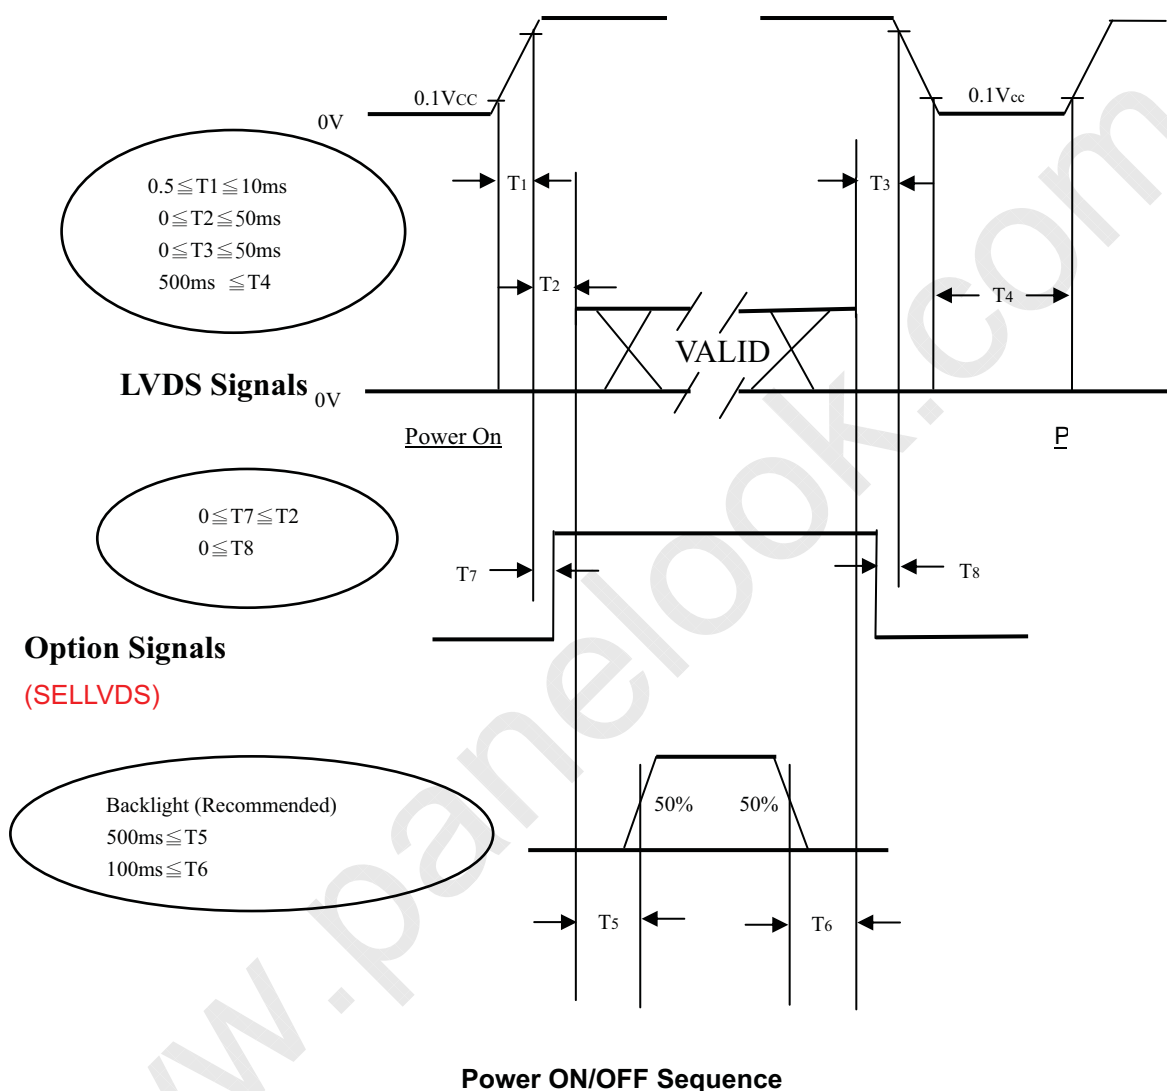 0.1VCC
0.1Vcc
0V
0.5≦T1≦10ms
0≦T2≦50ms
0≦T3≦50ms
500ms ≦T4
T1
T3
T2
T4
VALID
LVDS Signals
0V
Power On
P
0≦T7≦T2
0≦T8
T7
T8
Option Signals
(SELLVDS)
Backlight (Recommended)
500ms≦T5
100ms≦T6
50%
50%
T5
T6
Power ON/OFF Sequence
w.panelook.com